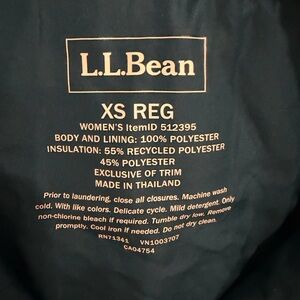 L.L.Bean
XS REG
WOMEN'S ItemID 512395
BODY AND LINING: 100% POLYESTER
INSULATION: 55% RECYCLED POLYESTER
45% POLYESTER
EXCLUSIVE OF TRIM
MADE IN THAILAND
Prior to laundering, close all closures. Machine wash
cold. With like colors. Delicate cycle. Mild detergent. Only
non-chlorine bleach if required. Tumble dry low. Remove
promptly. Cool iron if needed. Do not dry clean.
RN71341 VN1003707
CA04754